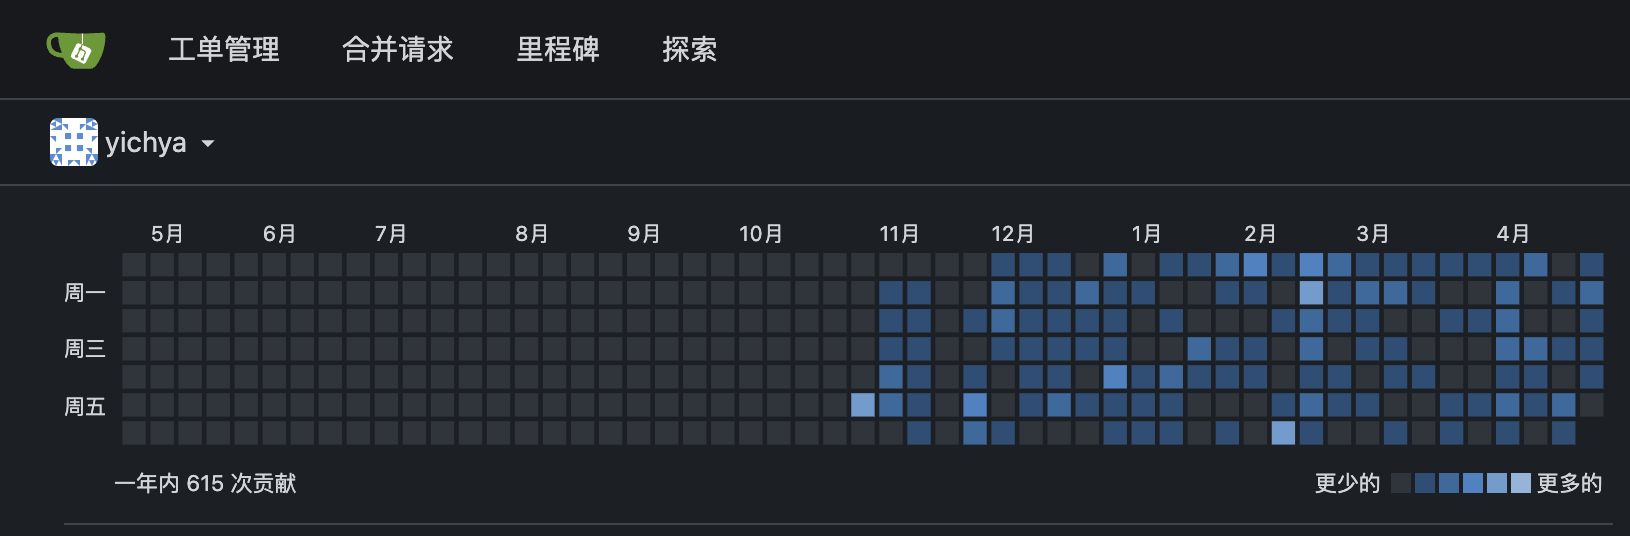 工单管理 合并请求 里程碑 探索
yichya
5月 6月 7月 8月 9月 10月 11月 12月 1月 2月 3月 4月
周一
周三
周五
一年内 615 次贡献 更少的 更多的